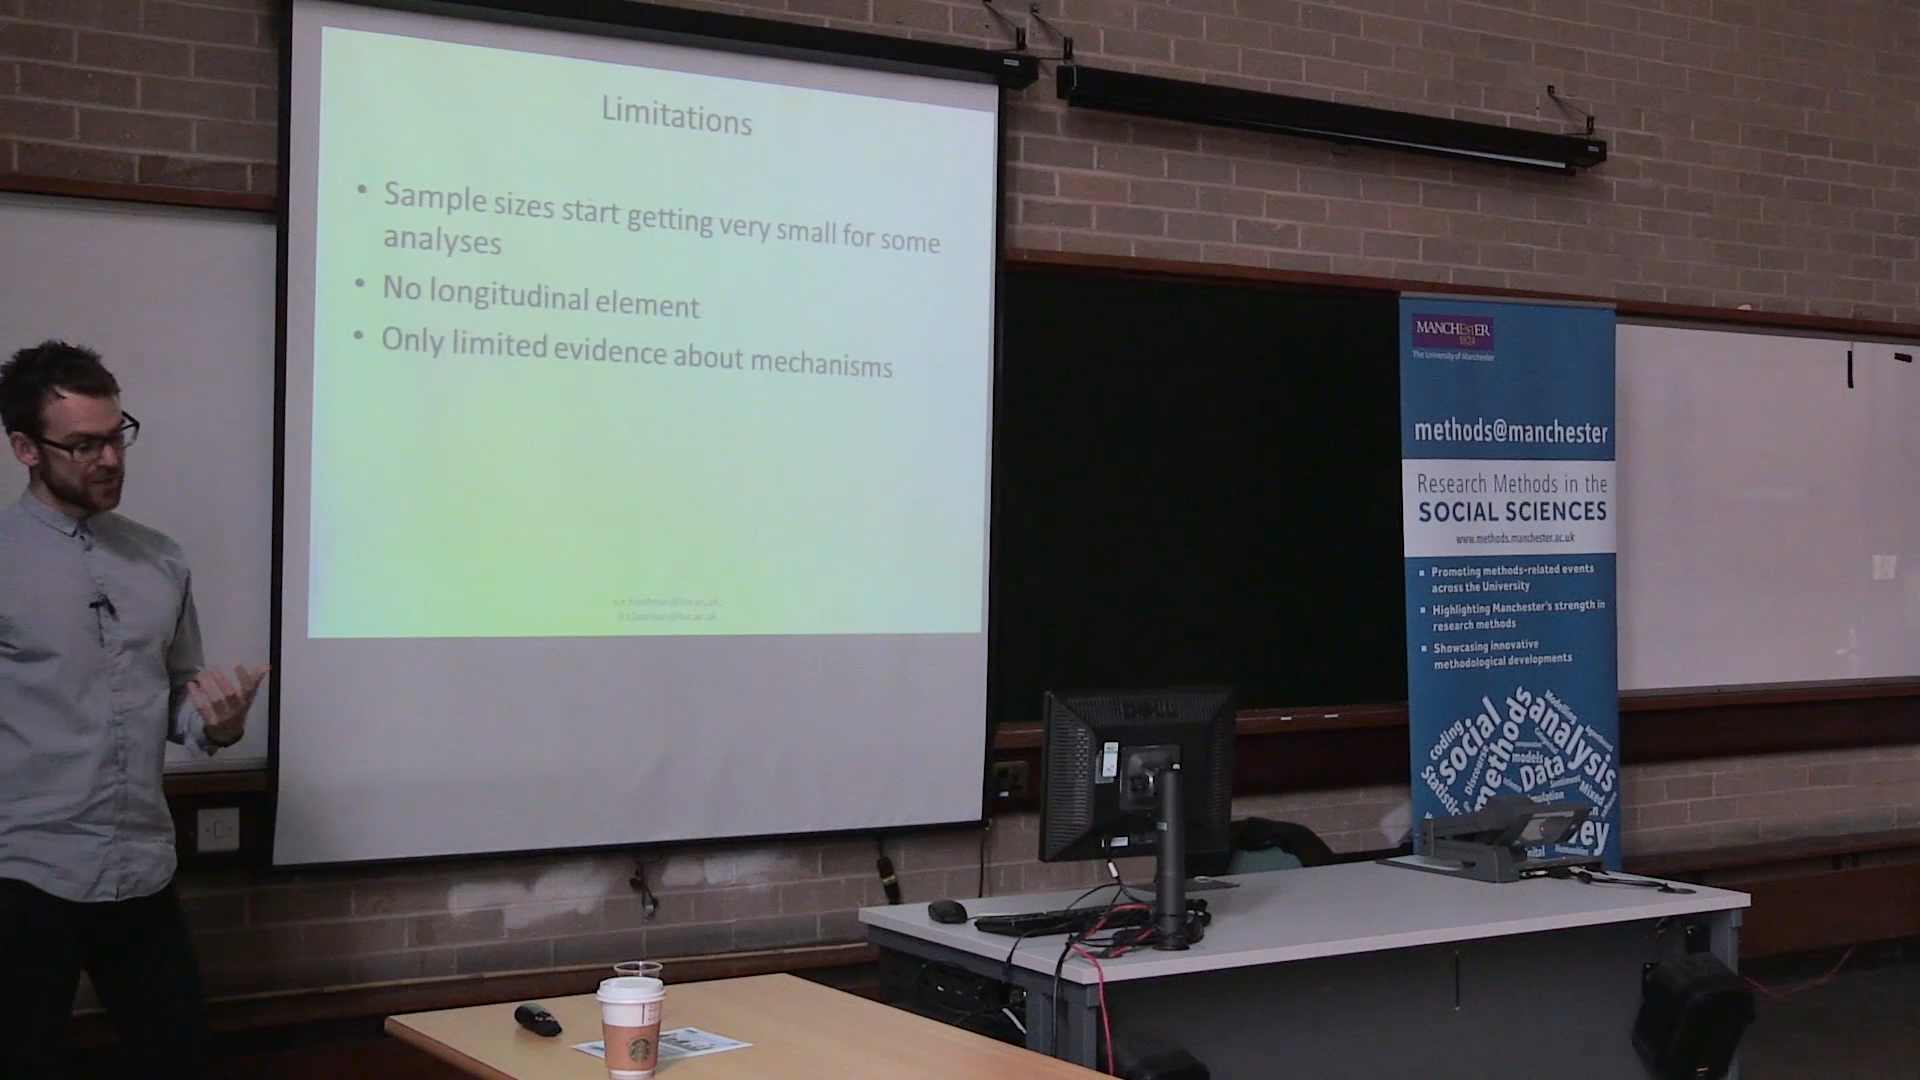 Limitations
• Sample sizes start getting very small for some
analyses
• No longitudinal element
• Only limited evidence about mechanisms
MANCHESTER
1824
The University of Manchester
methods@manchester
Research Methods in the
SOCIAL SCIENCES
www.methods.manchester.ac.uk
Promoting methods-related events
across the University
Highlighting Manchester's strength in
research methods
Showcasing innovative
methodological developments
coding
social
methods
analysis
Modelling
models
Data
Mixed
DELL